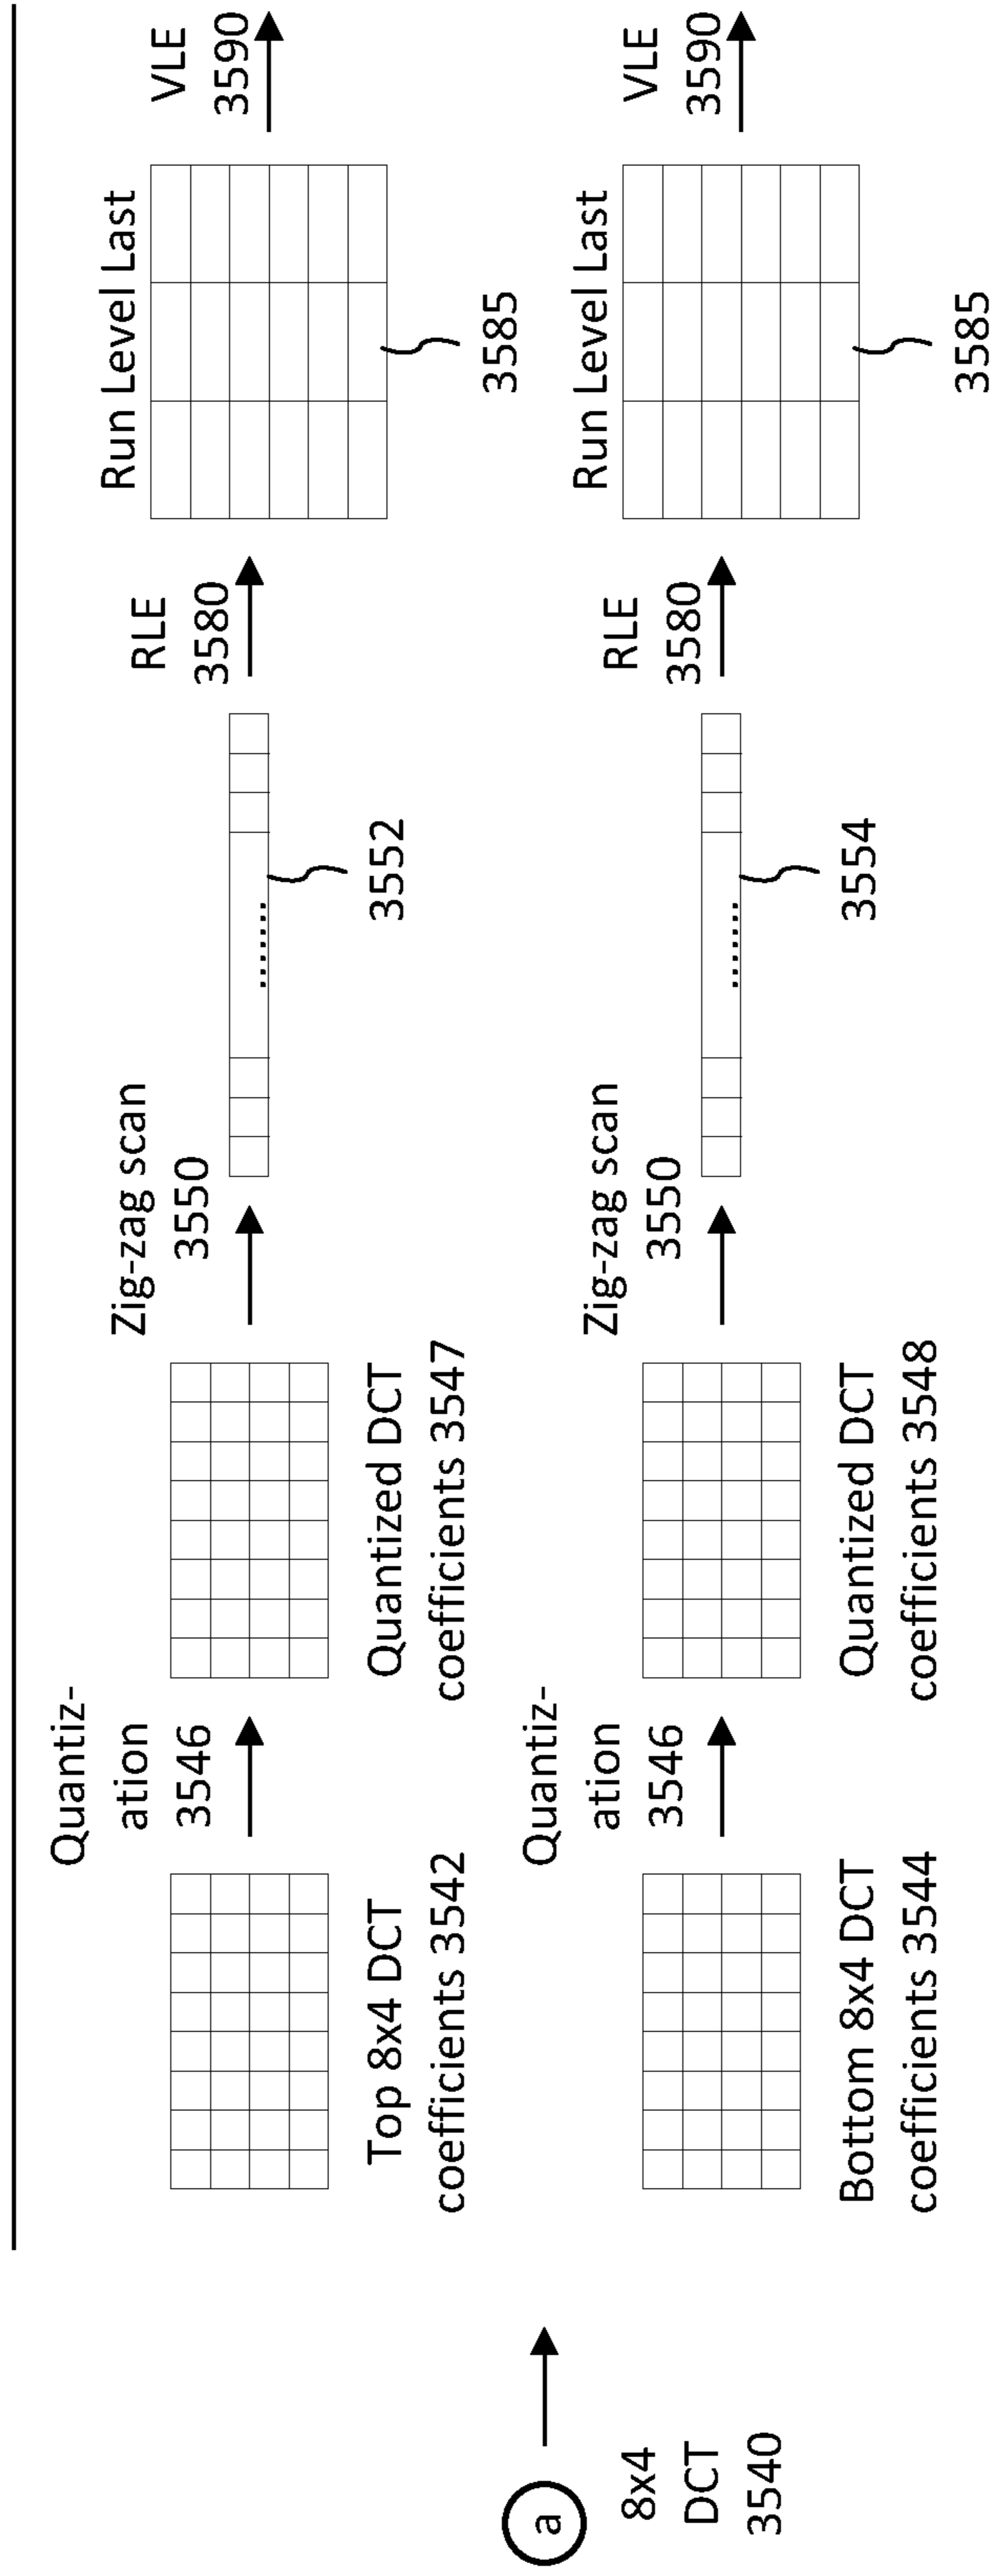 a
8x4
DCT
3540
Quantiz-
ation
3546
Zig-zag scan
3550
RLE
3580
Run Level Last
VLE
3590
Top 8x4 DCT
coefficients 3542
Quantized DCT
coefficients 3547
.......
3552
3585
Quantiz-
ation
3546
Zig-zag scan
3550
RLE
3580
Run Level Last
VLE
3590
Bottom 8x4 DCT
coefficients 3544
Quantized DCT
coefficients 3548
.......
3554
3585